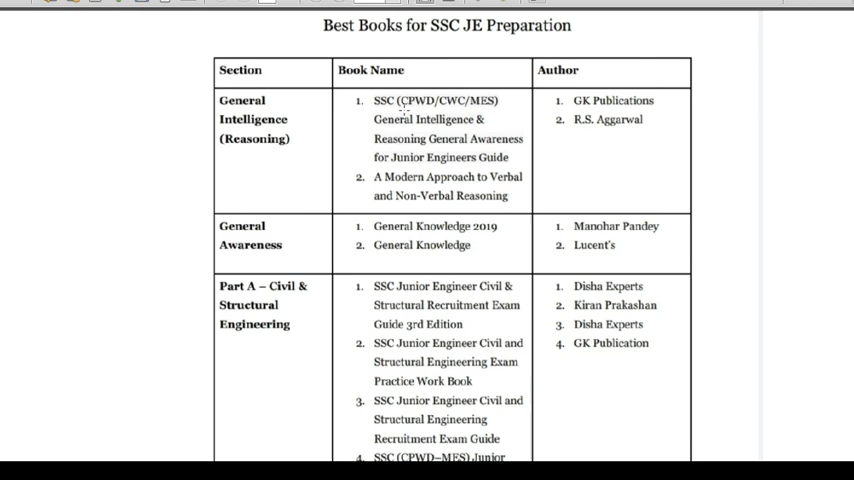 Best Books for SSC JE Preparation
Section Book Name Author
General Intelligence (Reasoning)
1. SSC (CPWD/CWC/MES)
General Intelligence &
Reasoning General Awareness
for Junior Engineers Guide
2. A Modern Approach to Verbal
and Non-Verbal Reasoning
1. GK Publications
2. R.S. Aggarwal
General
Awareness
1. General Knowledge 2019
2. General Knowledge
1. Manohar Pandey
2. Lucent's
Part A – Civil &
Structural
Engineering
1. SSC Junior Engineer Civil &
Structural Recruitment Exam
Guide 3rd Edition
2. SSC Junior Engineer Civil and
Structural Engineering Exam
Practice Work Book
3. SSC Junior Engineer Civil and
Structural Engineering
Recruitment Exam Guide
4. SSC (CPWD–MES) Junior
1. Disha Experts
2. Kiran Prakashan
3. Disha Experts
4. GK Publication